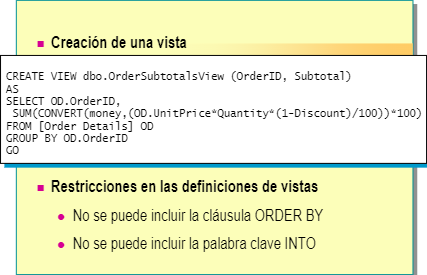 Creación de una vista
CREATE VIEW dbo.OrderSubtotalsView (OrderID, Subtotal)
AS
SELECT OD.OrderID,
SUM(CONVERT(money,(OD.UnitPrice*Quantity*(1-Discount)/100))*100)
FROM [Order Details] OD
GROUP BY OD.OrderID
GO
Restricciones en las definiciones de vistas
No se puede incluir la cláusula ORDER BY
No se puede incluir la palabra clave INTO